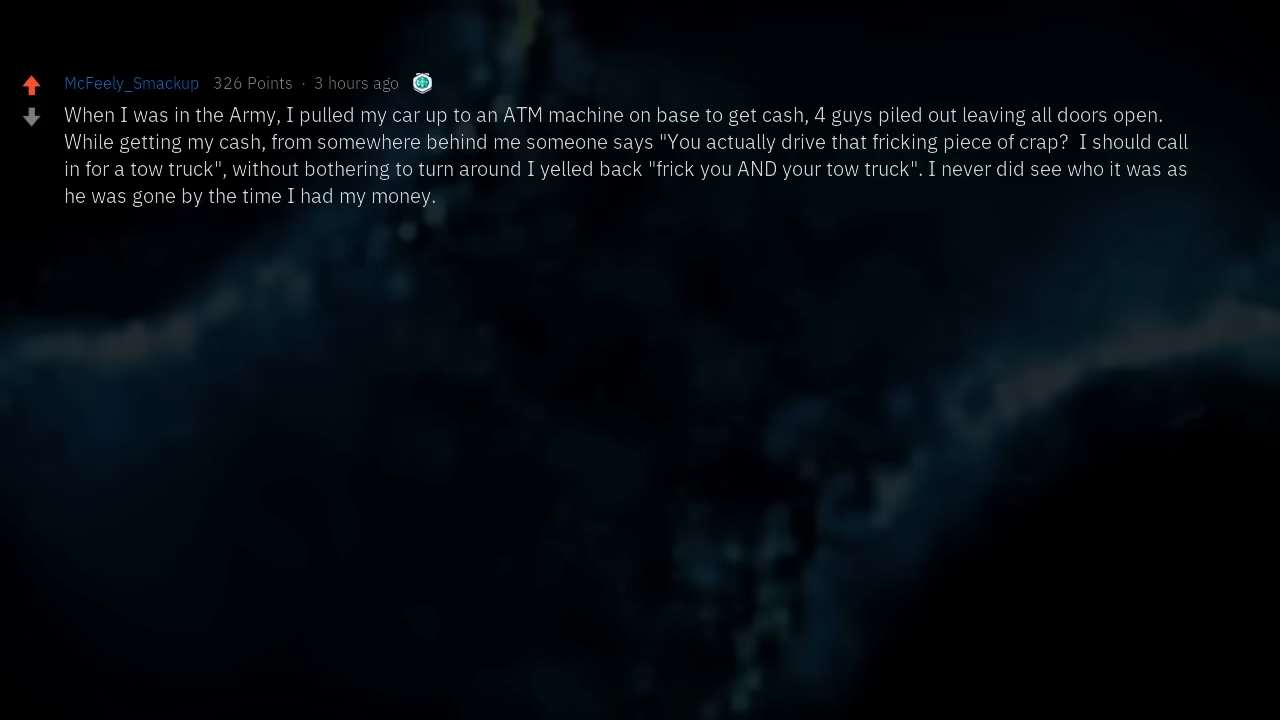 McFeely_Smackup 326 Points · 3 hours ago
When I was in the Army, I pulled my car up to an ATM machine on base to get cash, 4 guys piled out leaving all doors open.
While getting my cash, from somewhere behind me someone says "You actually drive that fricking piece of crap?  I should call
in for a tow truck", without bothering to turn around I yelled back "frick you AND your tow truck". I never did see who it was as
he was gone by the time I had my money.